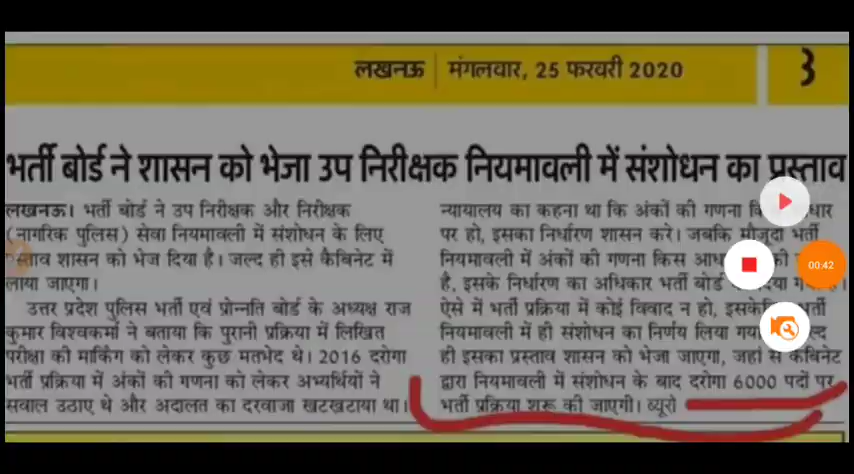 लखनऊ | मंगलवार, 25 फरवरी 2020
3
भर्ती बोर्ड ने शासन को भेजा उप निरीक्षक नियमावली में संशोधन का प्रस्ताव
लखनऊ। भर्ती बोर्ड ने उप निरीक्षक और निरीक्षक
(नागरिक पुलिस) सेवा नियमावली में संशोधन के लिए
शासन को भेज दिया है। जल्द ही इसे कैबिनेट में
लाया जाएगा।
उत्तर प्रदेश पुलिस भर्ती एवं प्रोन्नति बोर्ड के अध्यक्ष राज
कुमार विश्वकर्मा ने बताया कि पुरानी प्रक्रिया में लिखित
परीक्षा की मार्किंग को लेकर कुछ मतभेद थे। 2016 दरोगा
भर्ती प्रक्रिया में अंकों की गणना को लेकर अभ्यर्थियों ने
सवाल उठाए थे और अदालत का दरवाजा खटखटाया था।
न्यायालय का कहना था कि अंकों की गणना
पर हो, इसका निर्धारण शासन करे। जबकि मौजूदा भर्ती
नियमावली में अंकों की गणना किस की
है, इसके निर्धारण का अधिकार भर्ती बोर्ड
ऐसे में भर्ती प्रक्रिया में कोई विवाद न हो, भर्ती
नियमावली में ही संशोधन का निर्णय लिया
ही इसका प्रस्ताव शासन को भेजा जाएगा, जहां से कैबिनेट
द्वारा नियमावली में संशोधन के बाद दरोगा 6000 पदों पर
भर्ती प्रक्रिया शुरू की जाएगी। ब्यूरो
00:42